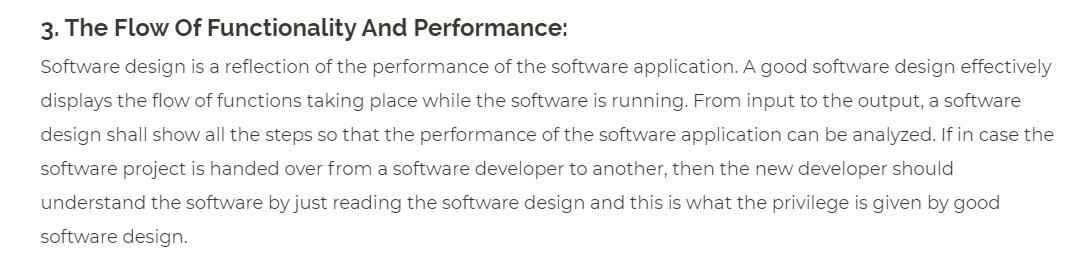 3. The Flow Of Functionality And Performance:
Software design is a reflection of the performance of the software application. A good software design effectively
displays the flow of functions taking place while the software is running. From input to the output, a software
design shall show all the steps so that the performance of the software application can be analyzed. If in case the
software project is handed over from a software developer to another, then the new developer should
understand the software by just reading the software design and this is what the privilege is given by good
software design.